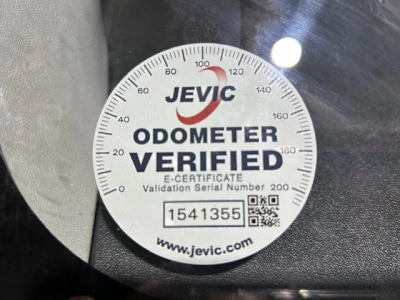 0 20 40 60 80 100 120 140 160 180 200
JEVIC
ODOMETER
VERIFIED
E-CERTIFICATE
Validation Serial Number
1541355
www.jevic.com